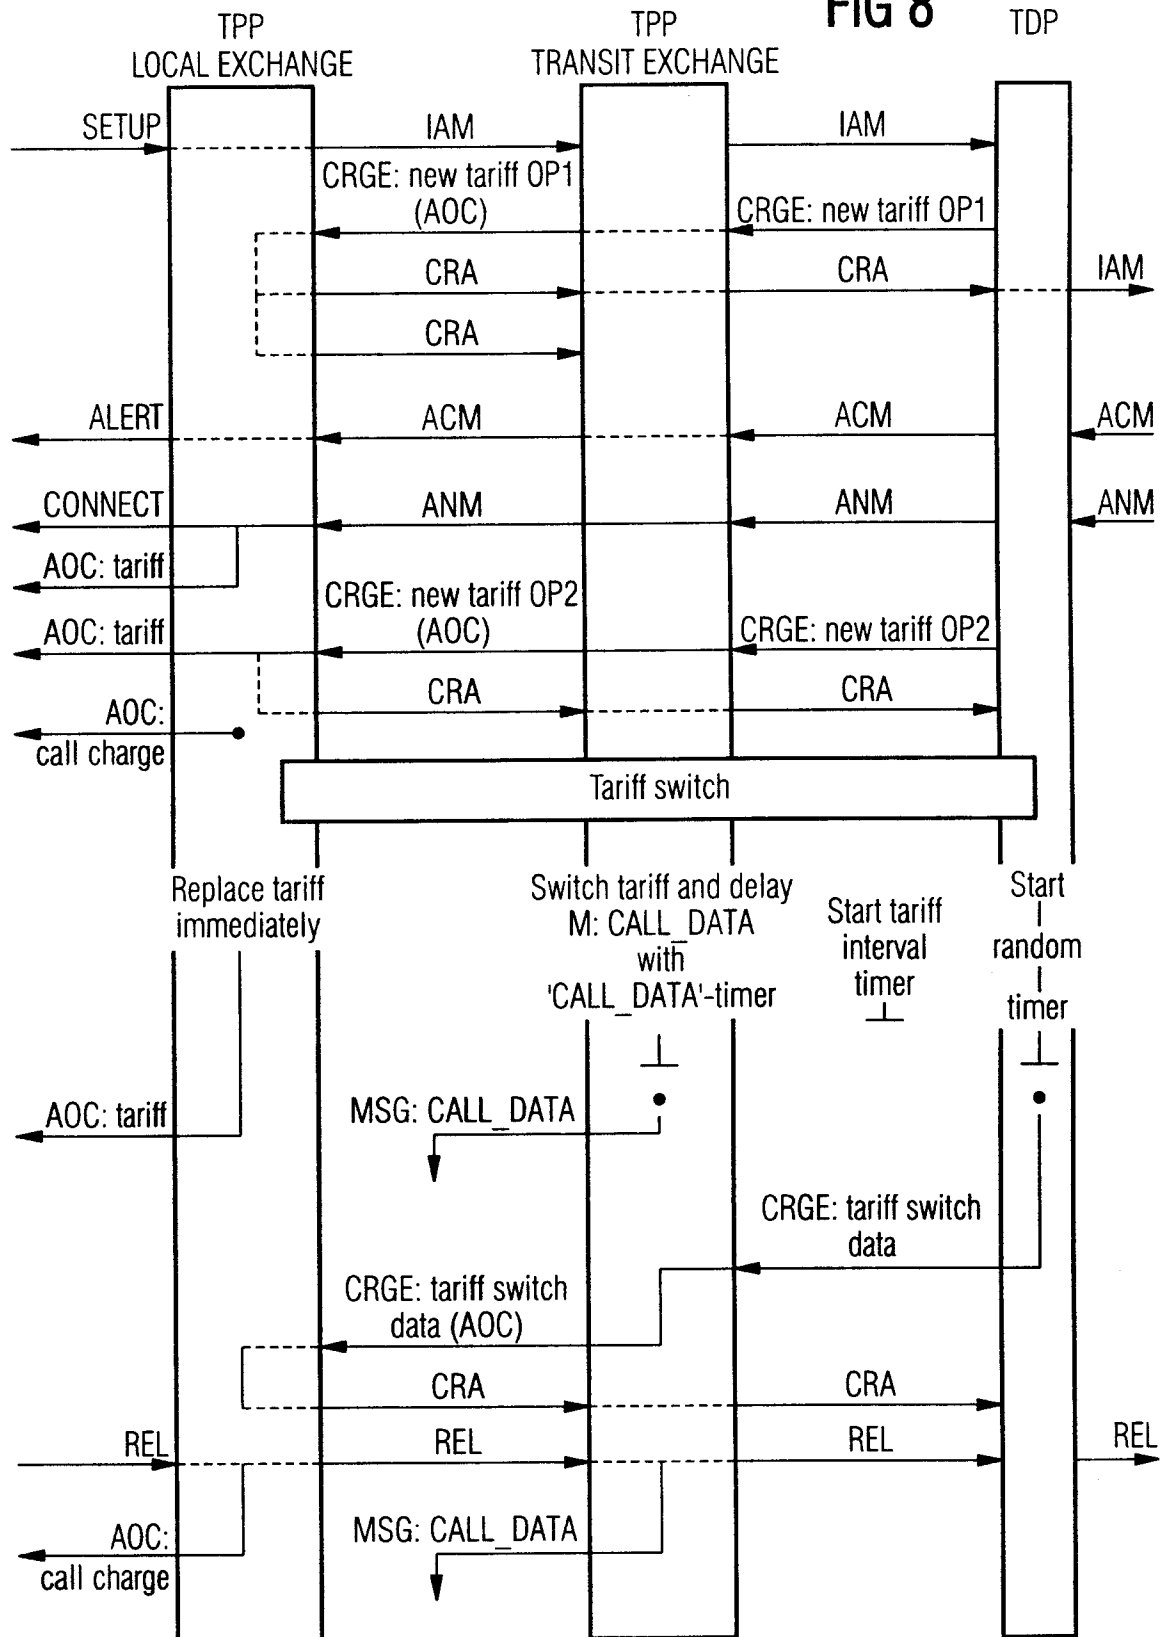 FIG 8
TPP
LOCAL EXCHANGE
TPP
TRANSIT EXCHANGE
TDP
SETUP
IAM
IAM
CRGE: new tariff OP1
(AOC)
CRGE: new tariff OP1
CRA
CRA
IAM
CRA
ALERT
ACM
ACM
ACM
CONNECT
ANM
ANM
ANM
AOC: tariff
CRGE: new tariff OP2
(AOC)
AOC: tariff
CRGE: new tariff OP2
CRA
CRA
AOC:
call charge
Tariff switch
Replace tariff
immediately
Switch tariff and delay
M: CALL_DATA
with
'CALL_DATA'-timer
Start tariff
interval
timer
Start
random
timer
AOC: tariff
MSG: CALL_DATA
CRGE: tariff switch
data
CRGE: tariff switch
data (AOC)
CRA
CRA
REL
REL
REL
REL
AOC:
call charge
MSG: CALL_DATA